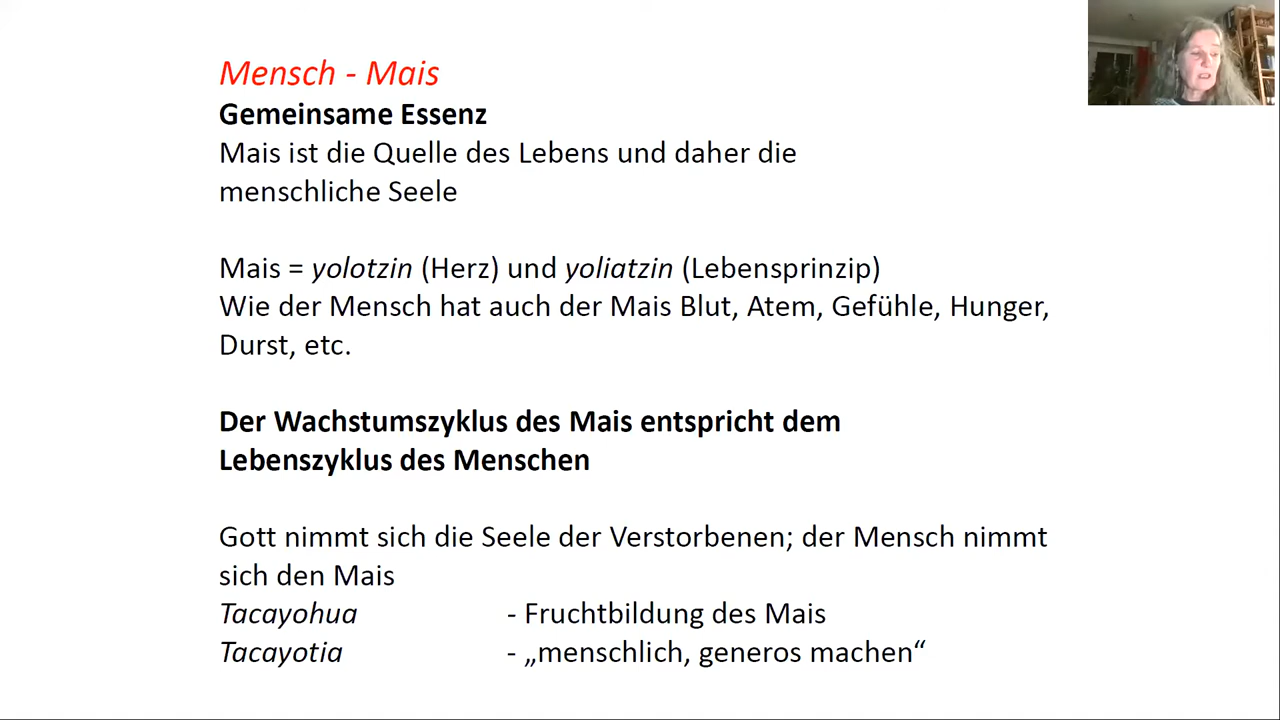 Mensch - Mais
Gemeinsame Essenz
Mais ist die Quelle des Lebens und daher die
menschliche Seele
Mais = yolotzin (Herz) und yoliatzin (Lebensprinzip)
Wie der Mensch hat auch der Mais Blut, Atem, Gefühle, Hunger,
Durst, etc.
Der Wachstumszyklus des Mais entspricht dem
Lebenszyklus des Menschen
Gott nimmt sich die Seele der Verstorbenen; der Mensch nimmt
sich den Mais
Tacayohua - Fruchtbildung des Mais
Tacayotia - „menschlich, generos machen“